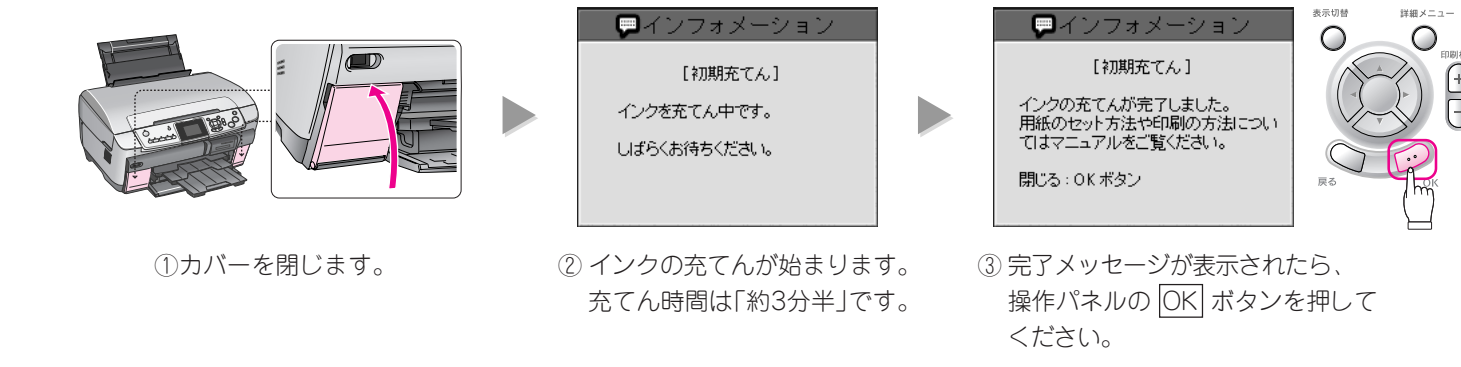 インフォメーション
[初期充てん]
インクを充てん中です。
しばらくお待ちください。
インフォメーション
[初期充てん]
インクの充てんが完了しました。
用紙のセット方法や印刷の方法につい
てはマニュアルをご覧ください。
閉じる：OKボタン
表示切替
詳細メニュー
+
−
戻る
OK
①カバーを閉じます。
② インクの充てんが始まります。
充てん時間は「約3分半」です。
③ 完了メッセージが表示されたら、
操作パネルの OK ボタンを押して
ください。